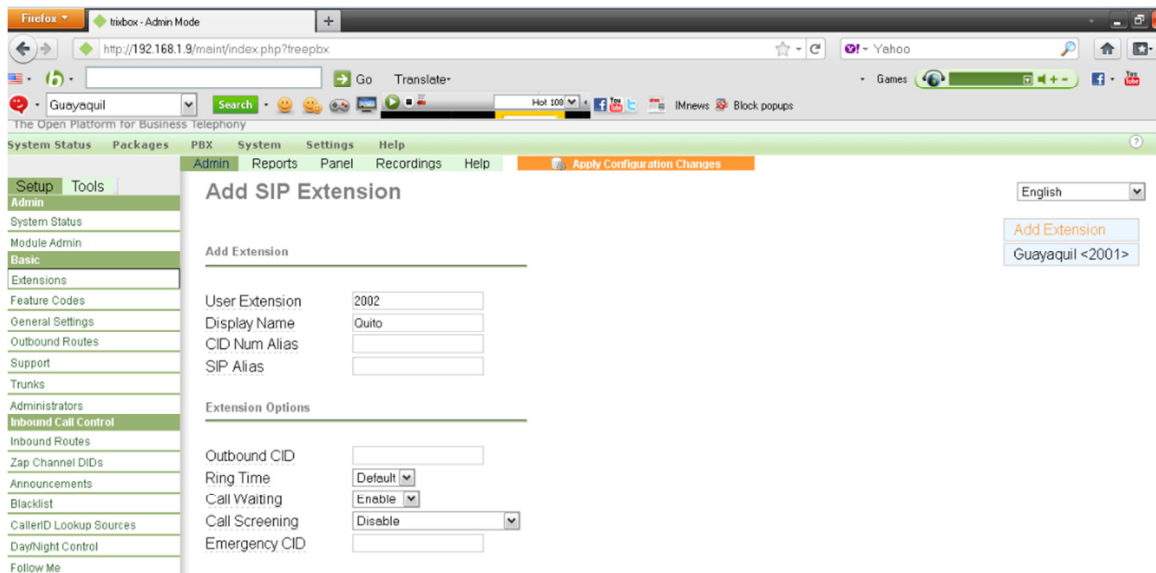 Firefox
trixbox - Admin Mode
http://192.168.1.9/maint/index.php?freepbx
Yahoo
Go Translate
Games
Guayaquil
Search
Hot 108
IMnews Block popups
The Open Platform for Business Telephony
System Status Packages PBX System Settings Help
Admin Reports Panel Recordings Help Apply Configuration Changes
Setup Tools
Admin
System Status
Module Admin
Basic
Extensions
Feature Codes
General Settings
Outbound Routes
Support
Trunks
Administrators
Inbound Call Control
Inbound Routes
Zap Channel DIDs
Announcements
Blacklist
CallerID Lookup Sources
Day/Night Control
Follow Me
Add SIP Extension
English
Add Extension
Guayaquil <2001>
Add Extension
User Extension 2002
Display Name Quito
CID Num Alias
SIP Alias
Extension Options
Outbound CID
Ring Time Default
Call Waiting Enable
Call Screening Disable
Emergency CID